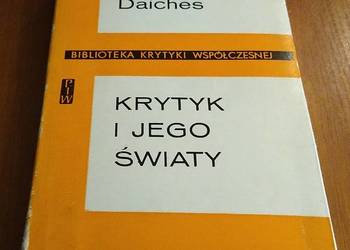 Daiches
BIBLIOTEKA KRYTYKI WSPÓŁCZESNEJ
PIW
KRYTYK
I JEGO
ŚWIATY